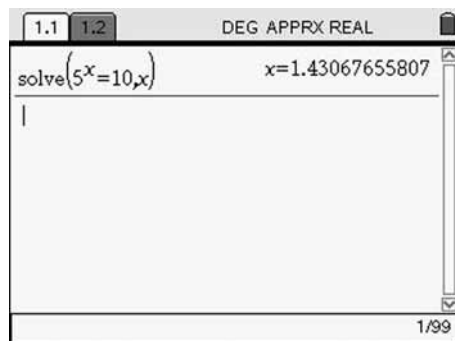 1.1 1.2 DEG APPRX REAL
solve(5^x=10,x) x=1.43067655807
1/99